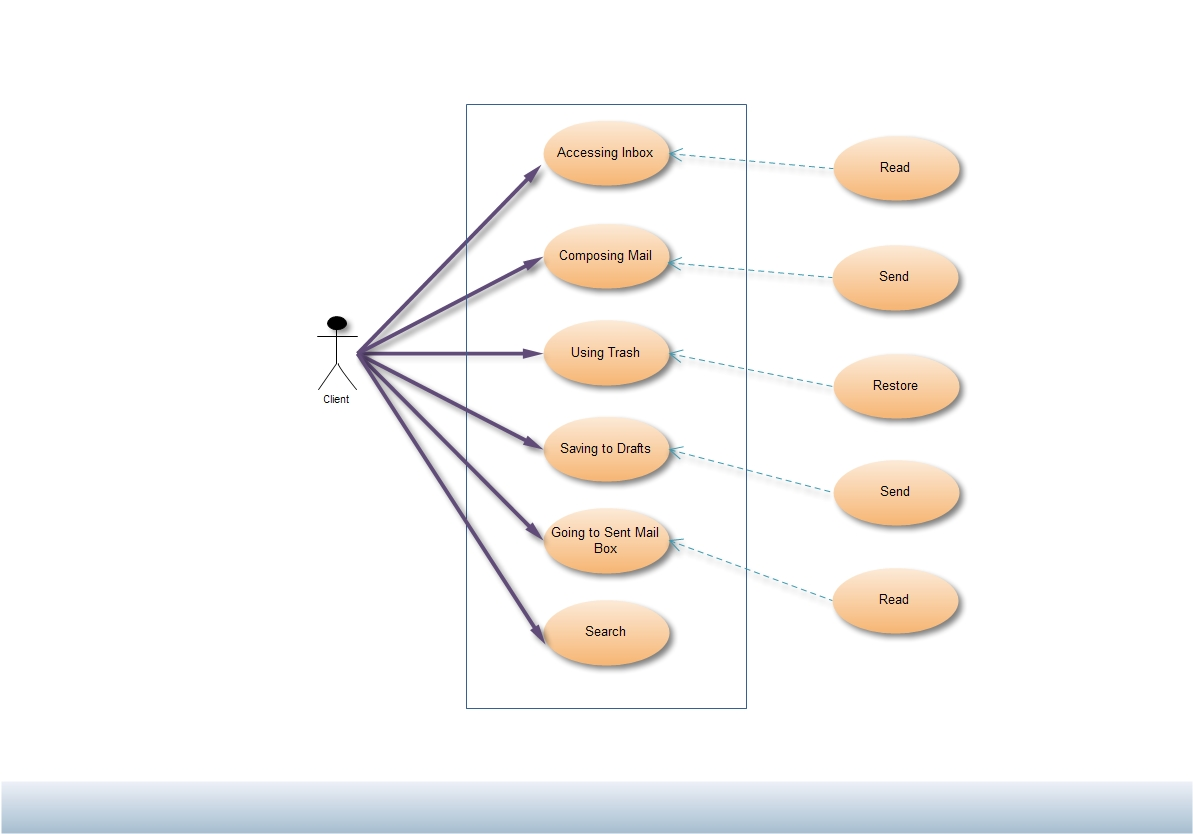 Accessing Inbox
Read
Composing Mail
Send
Using Trash
Restore
Client
Saving to Drafts
Send
Going to Sent Mail
Box
Read
Search